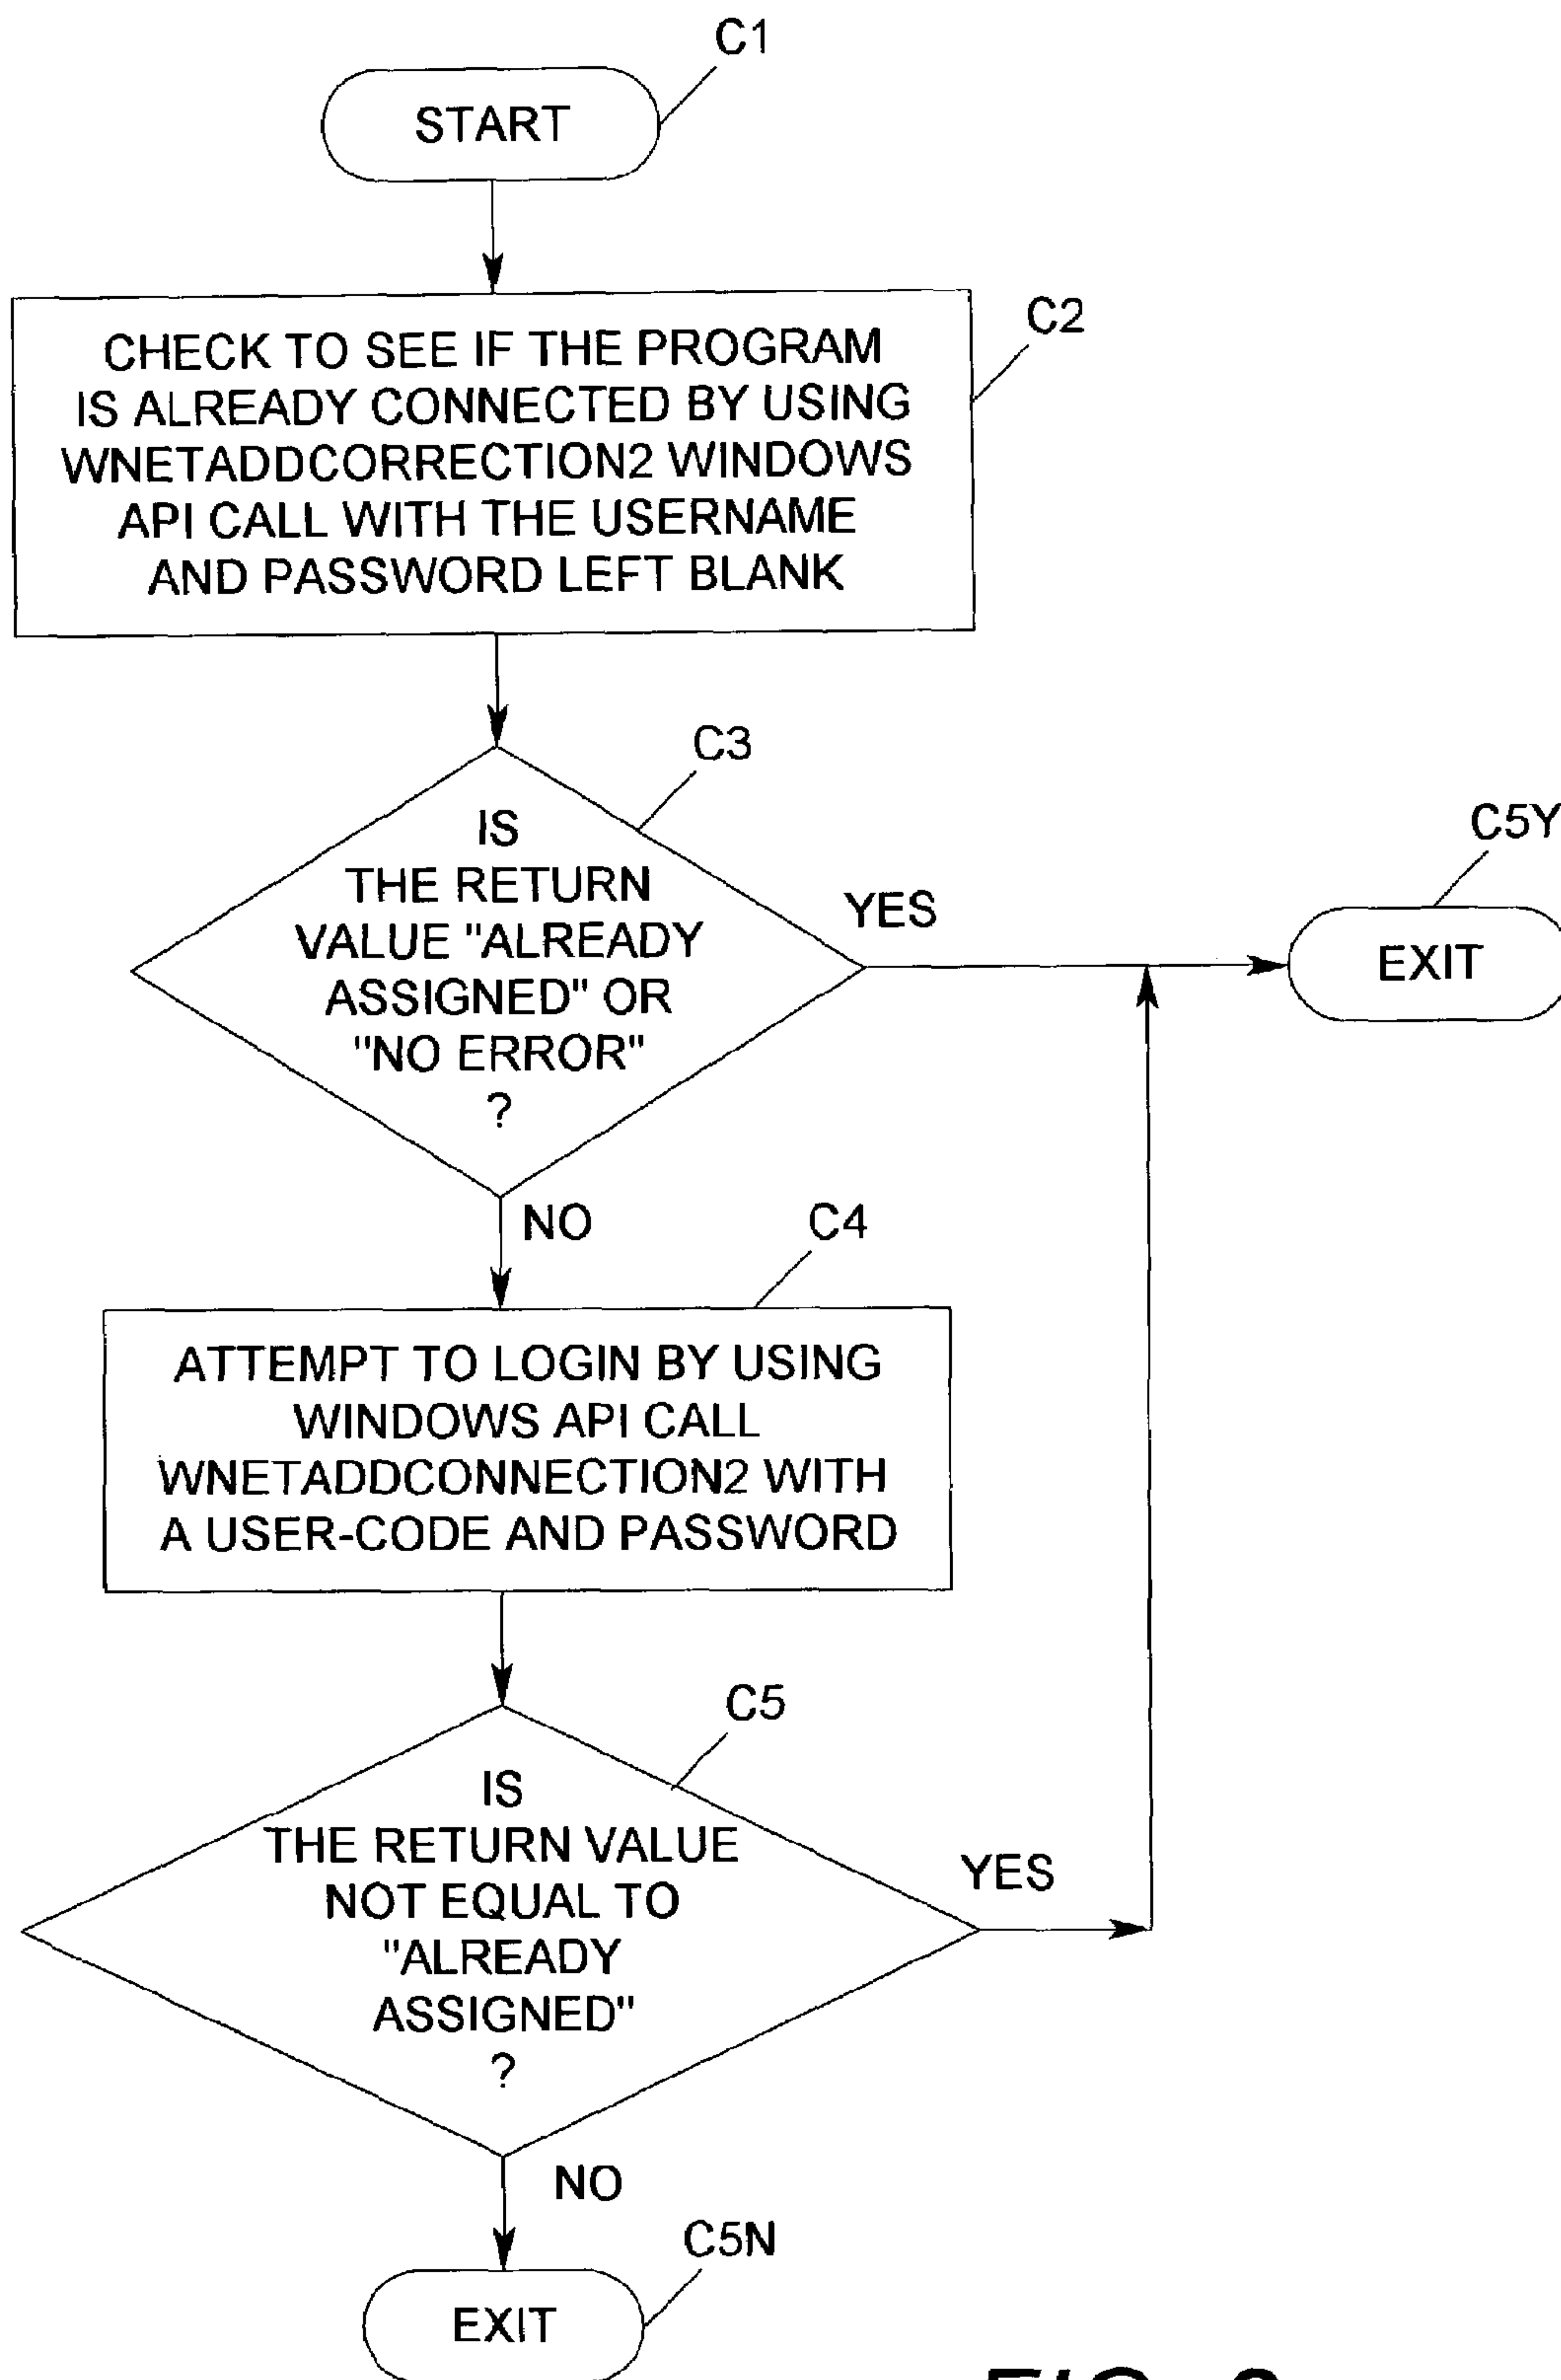 C1
START
C2
CHECK TO SEE IF THE PROGRAM
IS ALREADY CONNECTED BY USING
WNETADDCORRECTION2 WINDOWS
API CALL WITH THE USERNAME
AND PASSWORD LEFT BLANK
C3
IS
THE RETURN
VALUE "ALREADY
ASSIGNED" OR
"NO ERROR"
?
YES
C5Y
EXIT
NO
C4
ATTEMPT TO LOGIN BY USING
WINDOWS API CALL
WNETADDCONNECTION2 WITH
A USER-CODE AND PASSWORD
C5
IS
THE RETURN VALUE
NOT EQUAL TO
"ALREADY
ASSIGNED"
?
YES
NO
C5N
EXIT